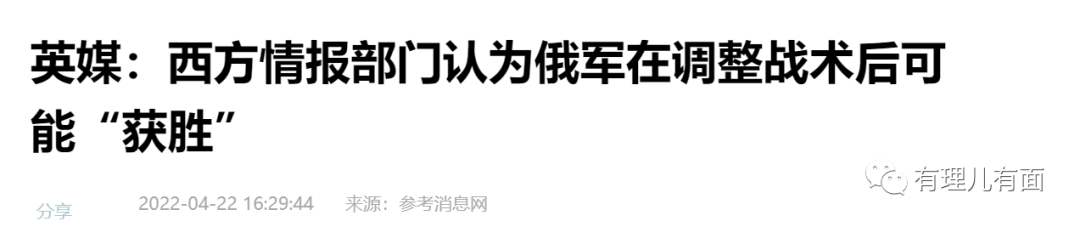 英媒：西方情报部门认为俄军在调整战术后可
能“获胜”
有理儿有面
分享 2022-04-22 16:29:44 来源：参考消息网